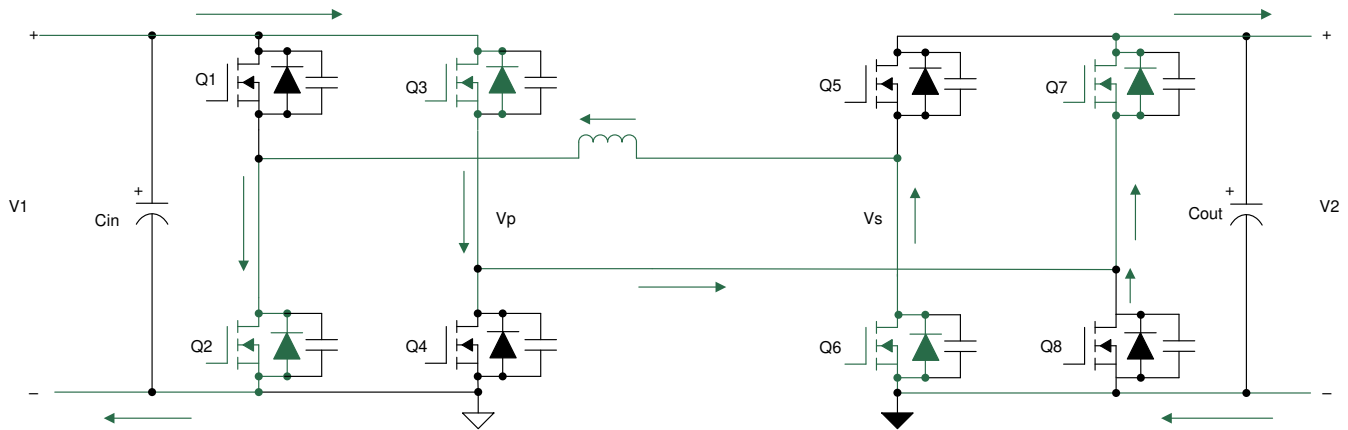 +
+
Q1
Q3
Q5
Q7
+
+
V1
Cin
Vp
Vs
Cout
V2
Q2
Q4
Q6
Q8
–
–